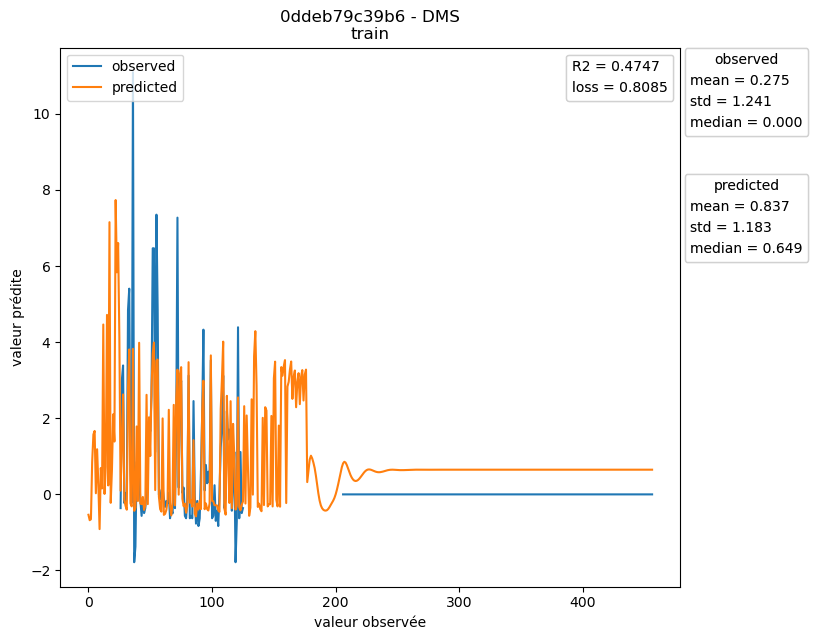 0ddeb79c39b6 - DMS
train
observed
predicted
R2 = 0.4747
loss = 0.8085
observed
mean = 0.275
std = 1.241
median = 0.000
predicted
mean = 0.837
std = 1.183
median = 0.649
valeur prédite
10
8
6
4
2
0
−2
0
100
200
300
400
valeur observée